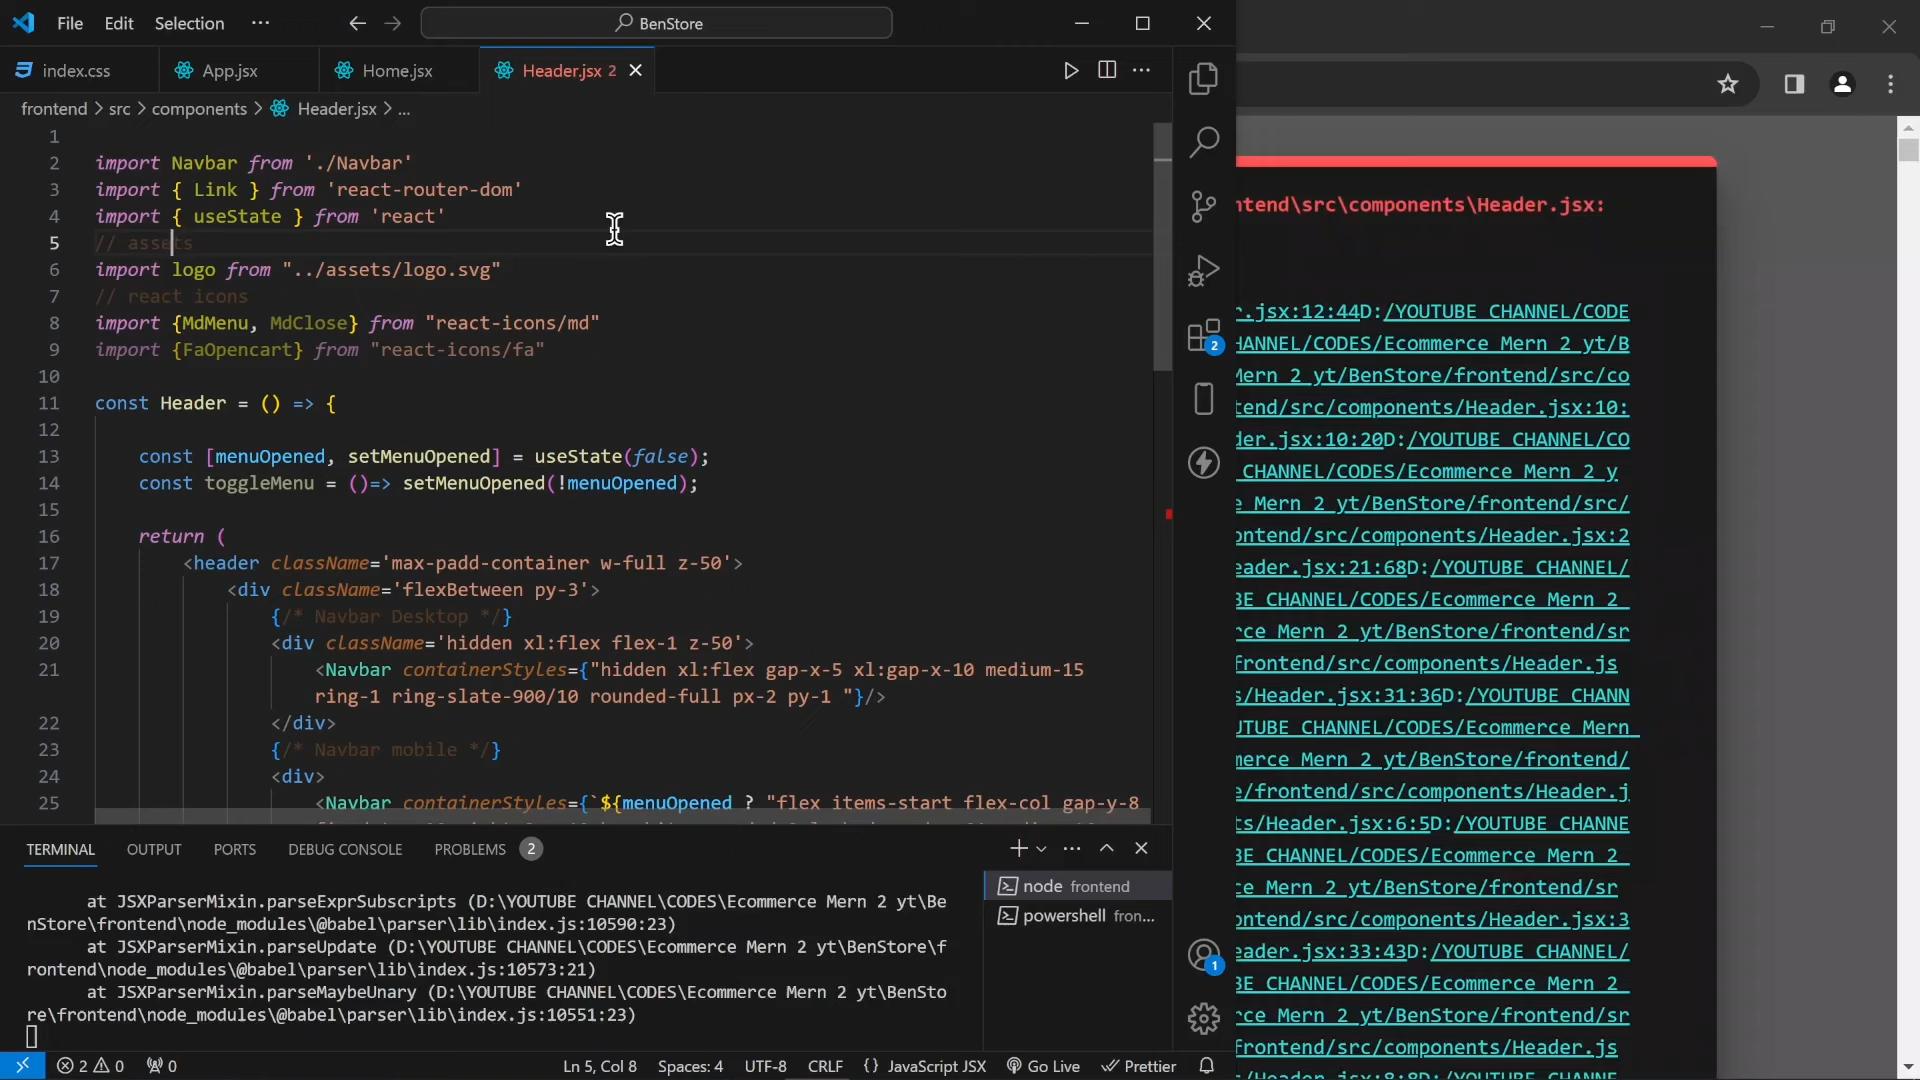 File Edit Selection ··· BenStore
index.css App.jsx Home.jsx Header.jsx 2
frontend > src > components > Header.jsx > ...
1
2 import Navbar from './Navbar'
3 import { Link } from 'react-router-dom'
4 import { useState } from 'react'
5 // assets
6 import logo from "../assets/logo.svg"
7 // react icons
8 import {MdMenu, MdClose} from "react-icons/md"
9 import {FaOpencart} from "react-icons/fa"
10
11 const Header = () => {
12
13 const [menuOpened, setMenuOpened] = useState(false);
14 const toggleMenu = ()=> setMenuOpened(!menuOpened);
15
16 return (
17 <header className='max-padd-container w-full z-50'>
18 <div className='flexBetween py-3'>
19 {/* Navbar Desktop */}
20 <div className='hidden xl:flex flex-1 z-50'>
21 <Navbar containerStyles={"hidden xl:flex gap-x-5 xl:gap-x-10 medium-15
ring-1 ring-slate-900/10 rounded-full px-2 py-1 "}/>
22 </div>
23 {/* Navbar mobile */}
24 <div>
25 <Navbar containerStyles={`${menuOpened ? "flex items-start flex-col gap-y-8
TERMINAL OUTPUT PORTS DEBUG CONSOLE PROBLEMS 2
at JSXParserMixin.parseExprSubscripts (D:\YOUTUBE CHANNEL\CODES\Ecommerce Mern 2 yt\Be
nStore\frontend\node_modules\@babel\parser\lib\index.js:10590:23)
at JSXParserMixin.parseUpdate (D:\YOUTUBE CHANNEL\CODES\Ecommerce Mern 2 yt\BenStore\f
rontend\node_modules\@babel\parser\lib\index.js:10573:21)
at JSXParserMixin.parseMaybeUnary (D:\YOUTUBE CHANNEL\CODES\Ecommerce Mern 2 yt\BenSto
re\frontend\node_modules\@babel\parser\lib\index.js:10551:23)
node frontend
powershell fron...
2 0 0 Ln 5, Col 8 Spaces: 4 UTF-8 CRLF {} JavaScript JSX Go Live Prettier
2
1
ntend\src\components\Header.jsx:
r.jsx:12:44D:/YOUTUBE CHANNEL/CODE
HANNEL/CODES/Ecommerce Mern 2 yt/B
Mern 2 yt/BenStore/frontend/src/co
tend/src/components/Header.jsx:10:
der.jsx:10:20D:/YOUTUBE CHANNEL/CO
CHANNEL/CODES/Ecommerce Mern 2 y
e Mern 2 yt/BenStore/frontend/src/
ontend/src/components/Header.jsx:2
eader.jsx:21:68D:/YOUTUBE CHANNEL/
BE CHANNEL/CODES/Ecommerce Mern 2
rce Mern 2 yt/BenStore/frontend/sr
frontend/src/components/Header.js
s/Header.jsx:31:36D:/YOUTUBE CHANN
UTUBE CHANNEL/CODES/Ecommerce Mern
merce Mern 2 yt/BenStore/frontend/
e/frontend/src/components/Header.j
ts/Header.jsx:6:5D:/YOUTUBE CHANNE
BE CHANNEL/CODES/Ecommerce Mern 2
ce Mern 2 yt/BenStore/frontend/sr
ontend/src/components/Header.jsx:3
eader.jsx:33:43D:/YOUTUBE CHANNEL/
BE CHANNEL/CODES/Ecommerce Mern 2
rce Mern 2 yt/BenStore/frontend/sr
frontend/src/components/Header.js